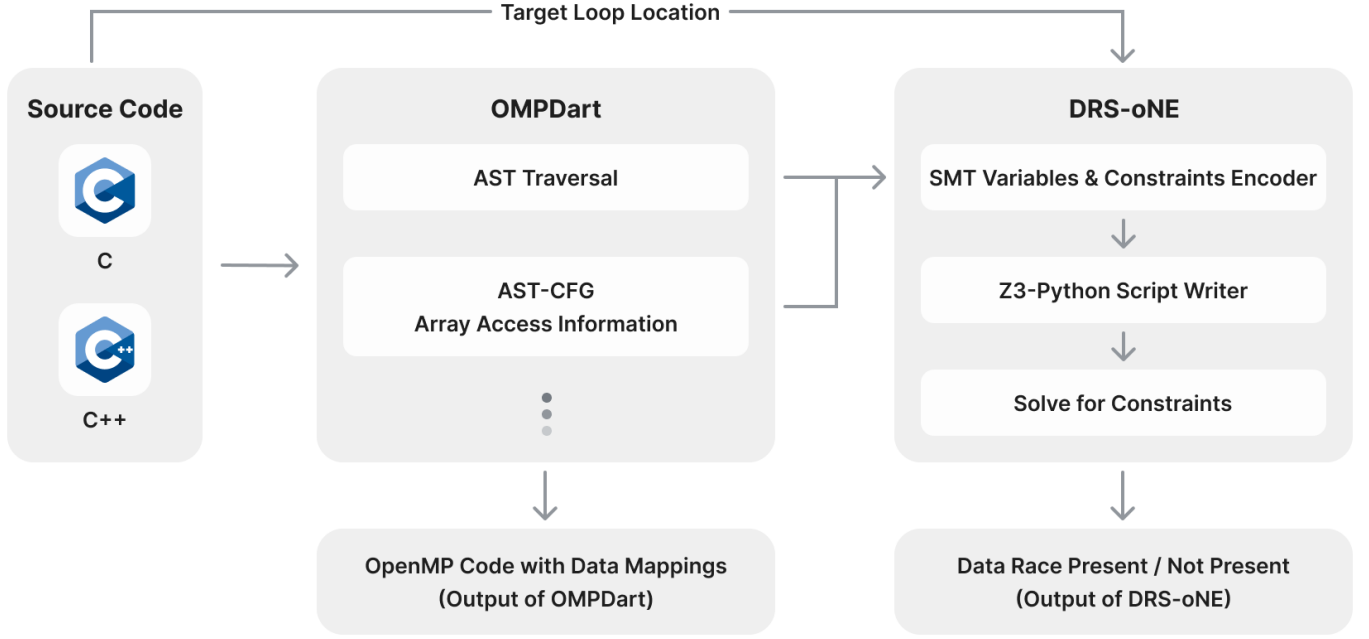 Target Loop Location
Source Code
C
C
C++
C++
OMPDart
AST Traversal
AST-CFG
Array Access Information
OpenMP Code with Data Mappings
(Output of OMPDart)
DRS-oNE
SMT Variables & Constraints Encoder
Z3-Python Script Writer
Solve for Constraints
Data Race Present / Not Present
(Output of DRS-oNE)